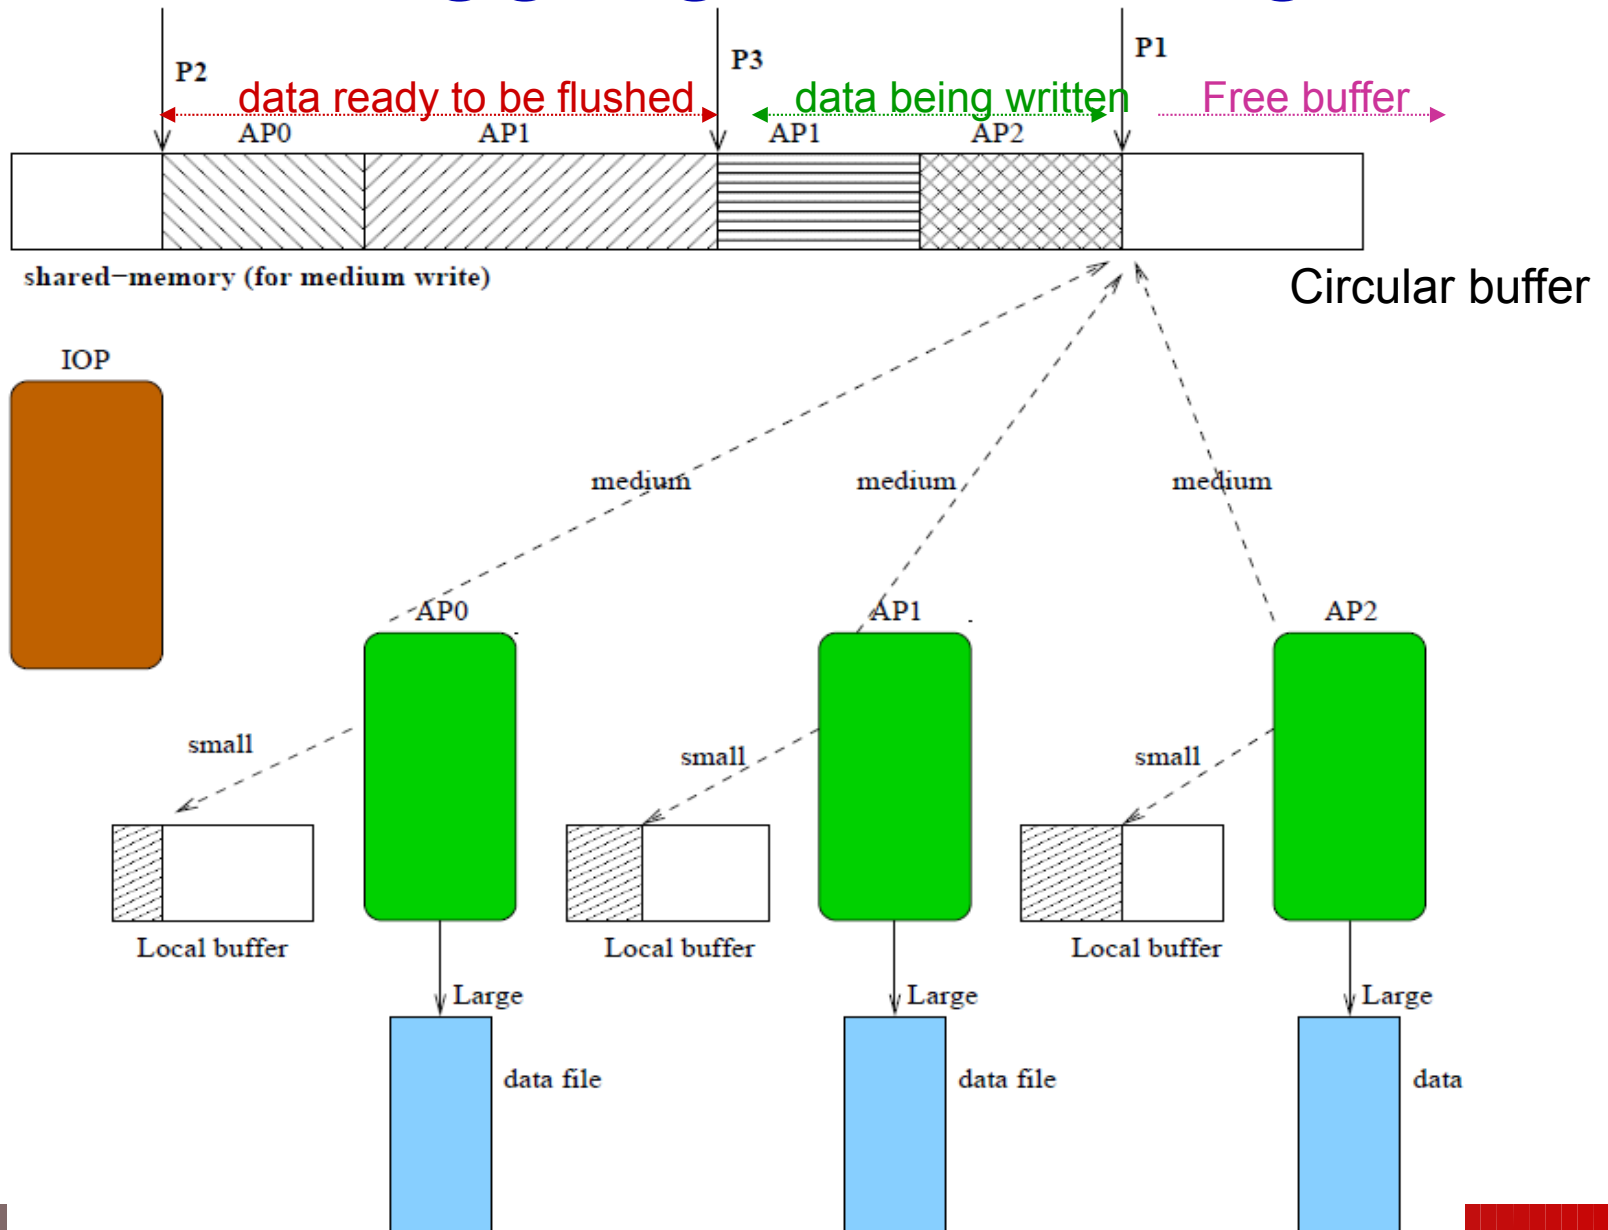 P2
P3
P1
data ready to be flushed
data being written
Free buffer
AP0
AP1
AP1
AP2
shared−memory (for medium write)
Circular buffer
IOP
medium
medium
medium
AP0
AP1
AP2
small
small
small
Local buffer
Local buffer
Local buffer
Large
Large
Large
data file
data file
data